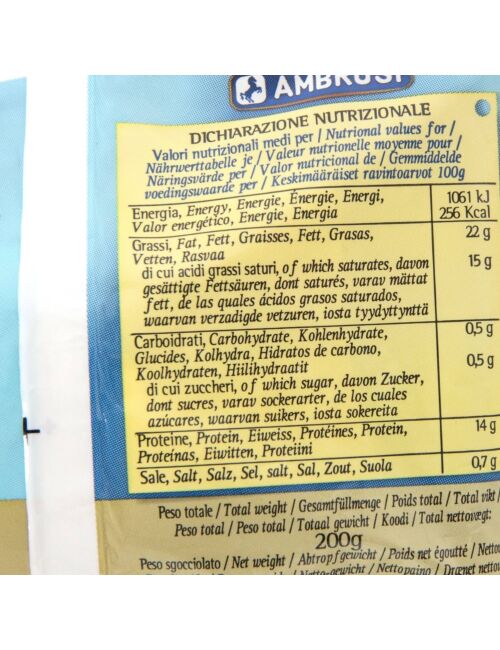 AMBROSI
DICHIARAZIONE NUTRIZIONALE
Valori nutrizionali medi per / Nutritional values for /
Nährwerttabelle je / Valeur nutrionelle moyenne pour /
Näringsvärde per / Valor nutricional de / Gemmiddelde
voedingswaarde per / Keskimääräiset ravintoarvot 100g
Energia, Energy, Energie, Énergie, Energi, 1061 kJ
Valor energético, Energie, Energia 256 Kcal
Grassi, Fat, Fett, Graisses, Fett, Grasas, 22 g
Vetten, Rasvaa
di cui acidi grassi saturi, of which saturates, davon 15 g
gesättigte Fettsäuren, dont saturés, varav mättat
fett, de las quales ácidos grasos saturados,
waarvan verzadigde vetzuren, iosta tyydyttynttä
Carboidrati, Carbohydrate, Kohlenhydrate, 0,5 g
Glucides, Kolhydra, Hidratos de carbono,
Koolhydraten, Hiilihydraatit 0,5 g
di cui zuccheri, of which sugar, davon Zucker,
dont sucres, varav sockerarter, de los cuales
azúcares, waarvan suikers, iosta sokereita
Proteine, Protein, Eiweiss, Protéines, Protein, 14 g
Proteínas, Eiwitten, Proteiini
Sale, Salt, Salz, Sel, salt, Sal, Zout, Suola 0,7 g
Peso totale / Total weight / Gesamtfüllmenge / Poids total / Total vikt /
Peso total / Peso total / Totaal gewicht / Koodi / Total nettovægt:
200g
Peso sgocciolato / Net weight / Abtropfgewicht / Poids net égoutté /
Netto-gewicht / Nettopaino / Drænet